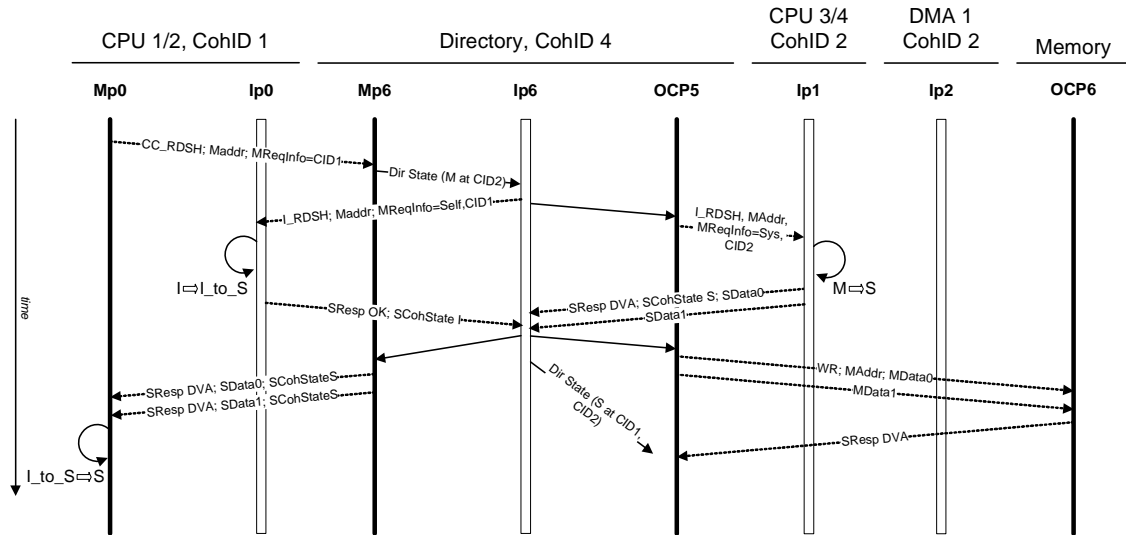 CPU 1/2, CohID 1
Directory, CohID 4
CPU 3/4
CohID 2
DMA 1
CohID 2
Memory
Mp0
Ip0
Mp6
Ip6
OCP5
Ip1
Ip2
OCP6
CC_RDSH; Maddr; MReqInfo=CID1
Dir State (M at CID2)
I_RDSH; Maddr; MReqInfo=Self,CID1
I_RDSH, MAddr,
MReqInfo=Sys,
CID2
I⇨I_to_S
M⇨S
time
SResp DVA; SCohState S; SData0
SData1
SResp OK; SCohState I
WR; MAddr; MData0
MData1
SResp DVA; SData0; SCohStateS
SResp DVA; SData1; SCohStateS
Dir State (S at CID1,
CID2)
SResp DVA
I_to_S⇨S